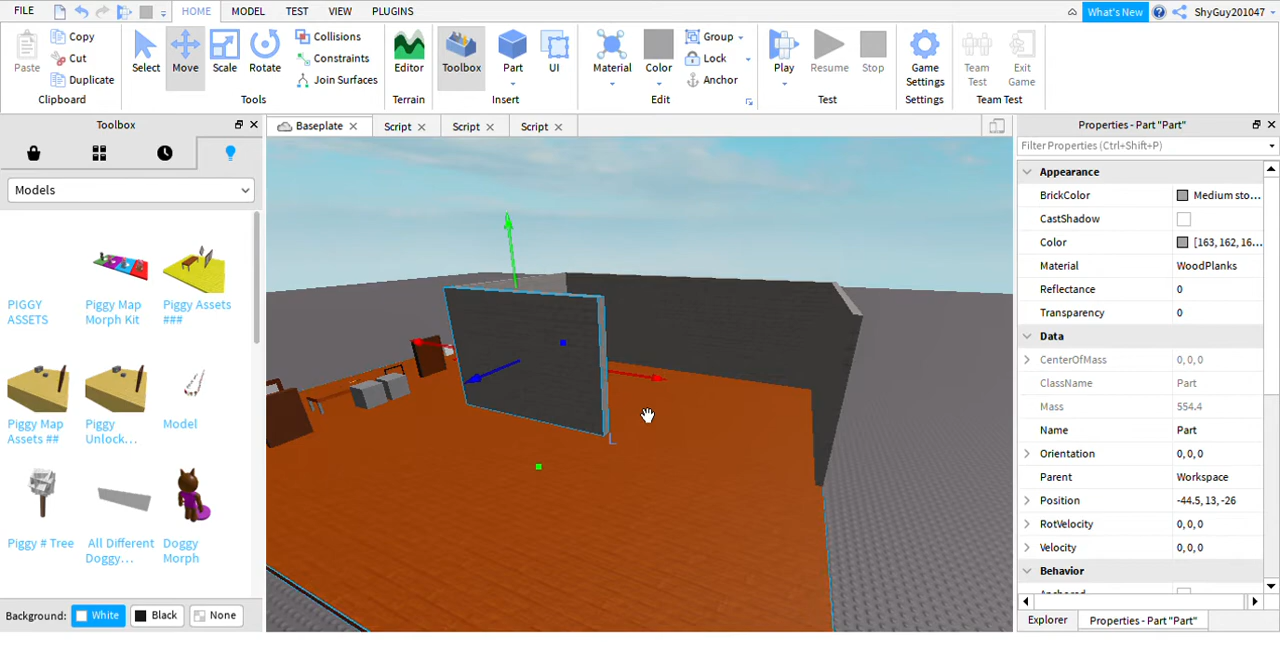 FILE HOME MODEL TEST VIEW PLUGINS What's New ShyGuy201047
Paste Copy Cut Duplicate
Clipboard
Select Move Scale Rotate Collisions Constraints Join Surfaces
Tools
Editor
Terrain
Toolbox Part UI
Insert
Material Color Group Lock Anchor
Edit
Play Resume Stop
Test
Game Settings
Settings
Team Test Exit Game
Team Test
Toolbox
Models
PIGGY ASSETS
Piggy Map Morph Kit
Piggy Assets ###
Piggy Map Assets ##
Piggy Unlock...
Model
Piggy # Tree
All Different Doggy...
Doggy Morph
Background: White Black None
Baseplate Script Script Script
L
Properties - Part "Part"
Filter Properties (Ctrl+Shift+P)
Appearance
BrickColor Medium sto...
CastShadow
Color [163, 162, 16...
Material WoodPlanks
Reflectance 0
Transparency 0
Data
CenterOfMass 0, 0, 0
ClassName Part
Mass 554.4
Name Part
Orientation 0, 0, 0
Parent Workspace
Position -44.5, 13, -26
RotVelocity 0, 0, 0
Velocity 0, 0, 0
Behavior
Explorer Properties - Part "Part"